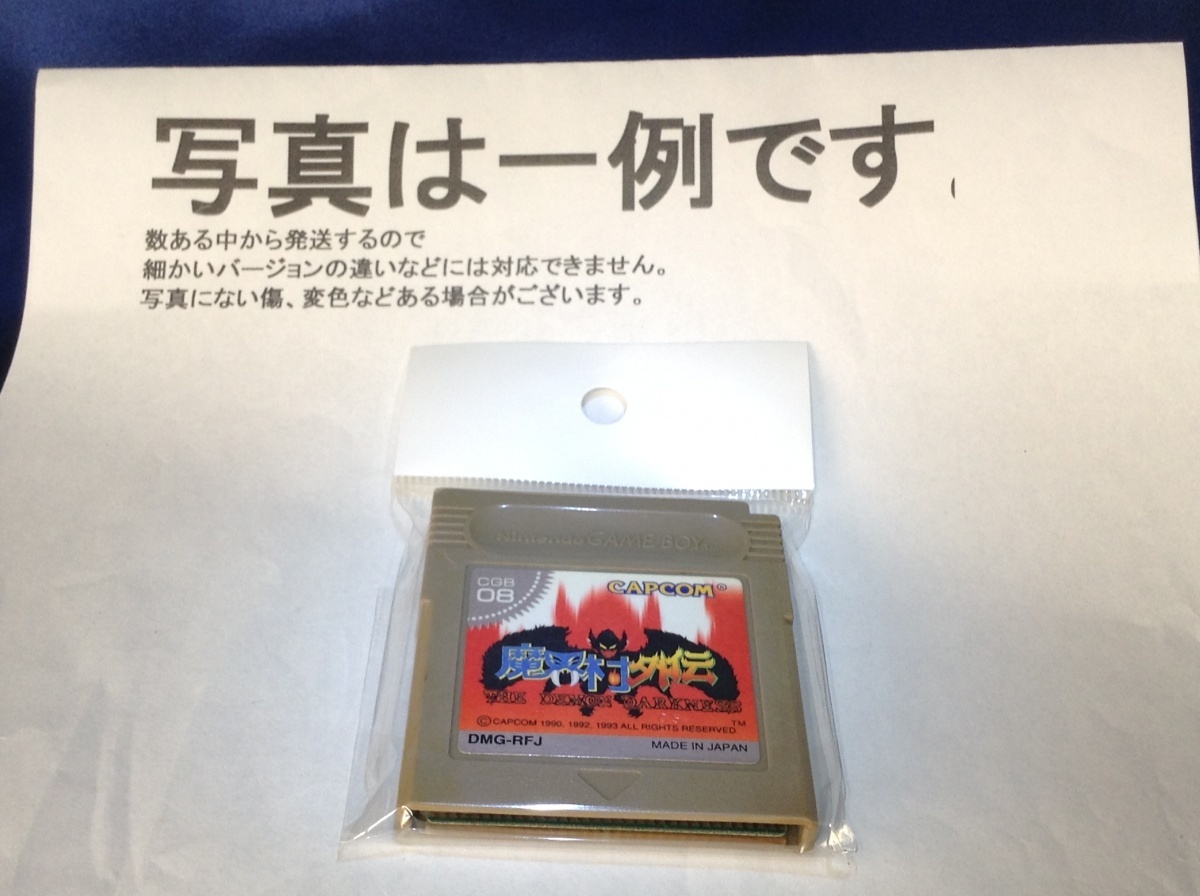 写真は一例です。
数ある中から発送するので
細かいバージョンの違いなどには対応できません。
写真にない傷、変色などある場合がございます。
Nintendo GAME BOY
CGB
08
CAPCOM®
魔界村外伝
THE DEMON DARKNESS
©CAPCOM 1990, 1992, 1993 ALL RIGHTS RESERVED.
TM
DMG-RFJ
MADE IN JAPAN